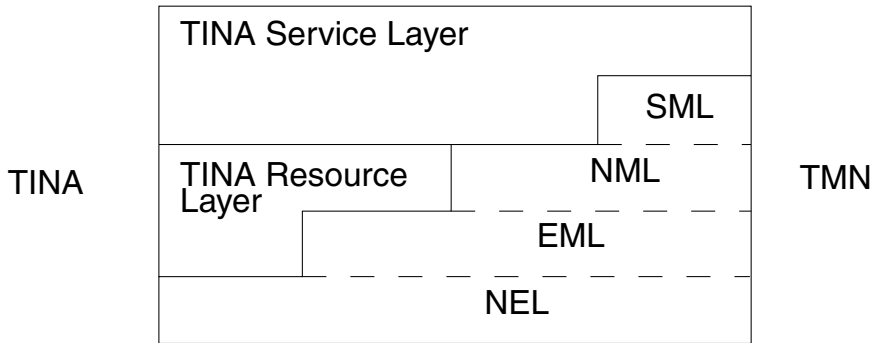 TINA Service Layer
SML
TINA
TINA Resource
Layer
NML
TMN
EML
NEL